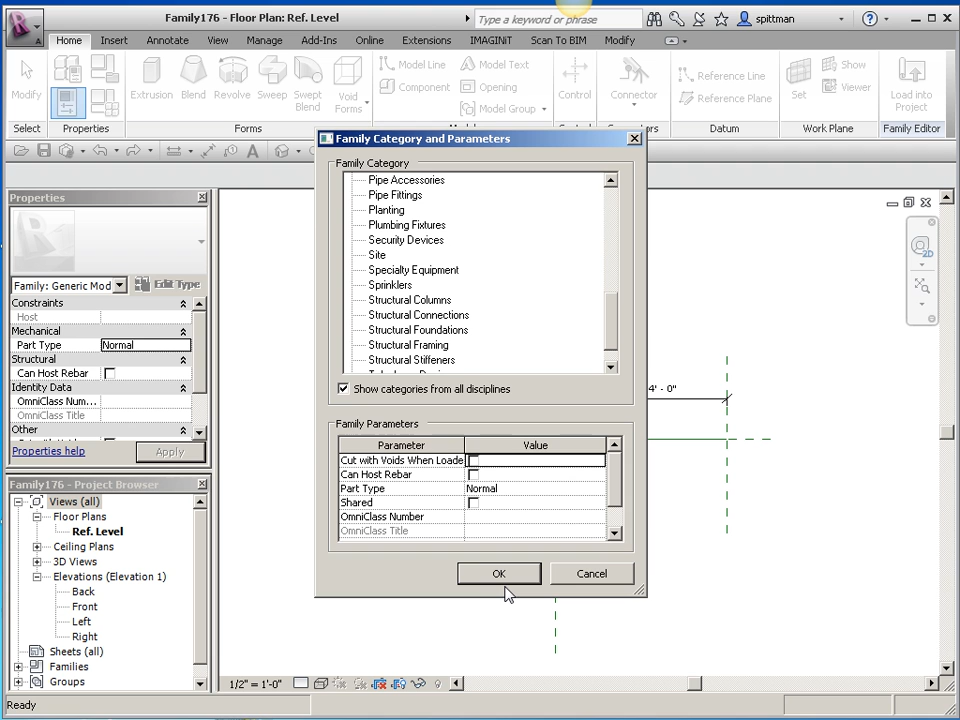 Family176 - Floor Plan: Ref. Level
Type a keyword or phrase
spittman
Home Insert Annotate View Manage Add-Ins Online Extensions IMAGINiT Scan To BIM Modify
Modify
Extrusion
Blend
Revolve
Sweep
Swept
Blend
Void
Forms
Model Line
Component
Model Text
Opening
Model Group
Control
Connector
Reference Line
Reference Plane
Set
Show
Viewer
Load into
Project
Select
Properties
Forms
Datum
Work Plane
Family Editor
Family Category and Parameters
Family Category
Pipe Accessories
Pipe Fittings
Planting
Plumbing Fixtures
Security Devices
Site
Specialty Equipment
Sprinklers
Structural Columns
Structural Connections
Structural Foundations
Structural Framing
Structural Stiffeners
Show categories from all disciplines
Family Parameters
Parameter Value
Cut with Voids When Loade
Can Host Rebar
Part Type Normal
Shared
OmniClass Number
OmniClass Title
OK Cancel
Properties
Family: Generic Mod
Edit Type
Constraints
Host
Mechanical
Part Type Normal
Structural
Can Host Rebar
Identity Data
OmniClass Num...
OmniClass Title
Other
Properties help
Apply
Family176 - Project Browser
Views (all)
Floor Plans
Ref. Level
Ceiling Plans
3D Views
Elevations (Elevation 1)
Back
Front
Left
Right
Sheets (all)
Families
Groups
4' - 0"
2D
1/2" = 1'-0"
Ready